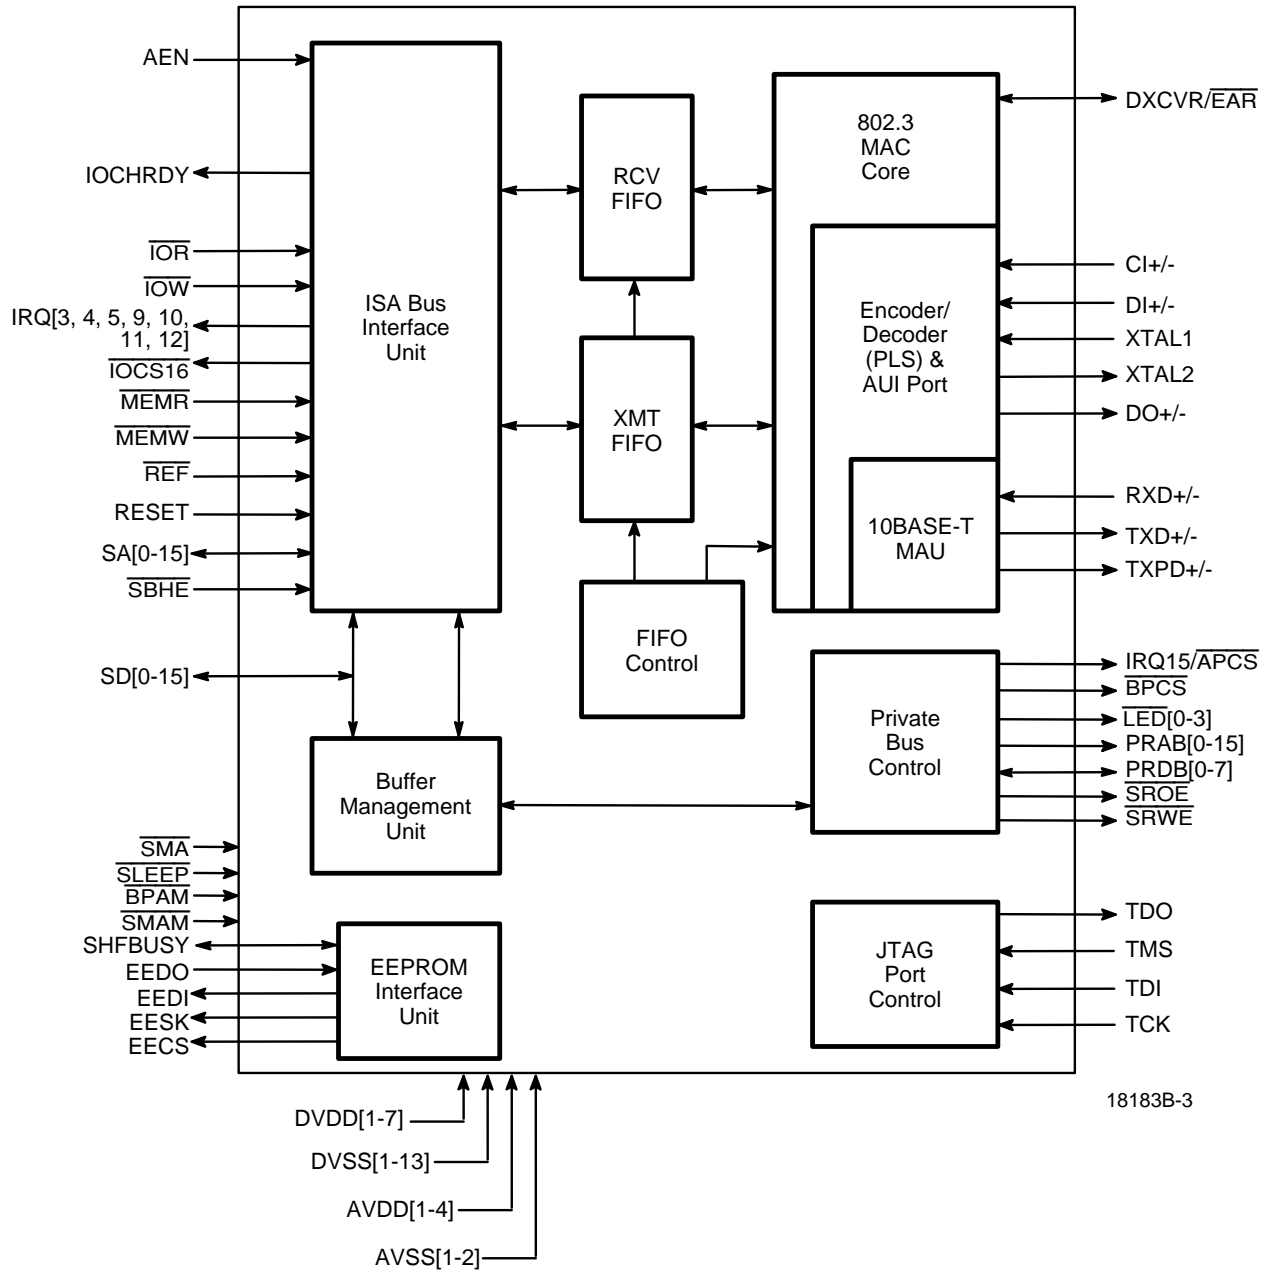 AEN
IOCHRDY
IOR
IOW
IRQ[3, 4, 5, 9, 10,
11, 12]
IOCS16
MEMR
MEMW
REF
RESET
SA[0-15]
SBHE
SD[0-15]
SMA
SLEEP
BPAM
SMAM
SHFBUSY
EEDO
EEDI
EESK
EECS
ISA Bus
Interface
Unit
Buffer
Management
Unit
EEPROM
Interface
Unit
RCV
FIFO
XMT
FIFO
FIFO
Control
802.3
MAC
Core
Encoder/
Decoder
(PLS) &
AUI Port
10BASE-T
MAU
Private
Bus
Control
JTAG
Port
Control
DXCVR/EAR
CI+/-
DI+/-
XTAL1
XTAL2
DO+/-
RXD+/-
TXD+/-
TXPD+/-
IRQ15/APCS
BPCS
LED[0-3]
PRAB[0-15]
PRDB[0-7]
SROE
SRWE
TDO
TMS
TDI
TCK
DVDD[1-7]
DVSS[1-13]
AVDD[1-4]
AVSS[1-2]
18183B-3